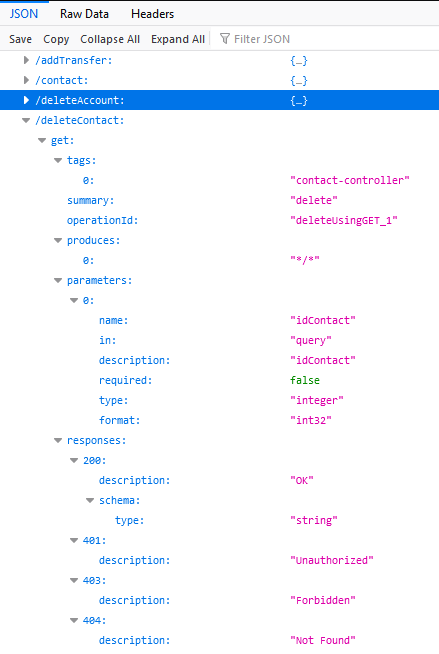 JSON Raw Data Headers
Save Copy Collapse All Expand All Filter JSON
/addTransfer: {…}
/contact: {…}
/deleteAccount: {…}
/deleteContact:
get:
tags:
0: "contact-controller"
summary: "delete"
operationId: "deleteUsingGET_1"
produces:
0: "*/*"
parameters:
0:
name: "idContact"
in: "query"
description: "idContact"
required: false
type: "integer"
format: "int32"
responses:
200:
description: "OK"
schema:
type: "string"
401:
description: "Unauthorized"
403:
description: "Forbidden"
404:
description: "Not Found"